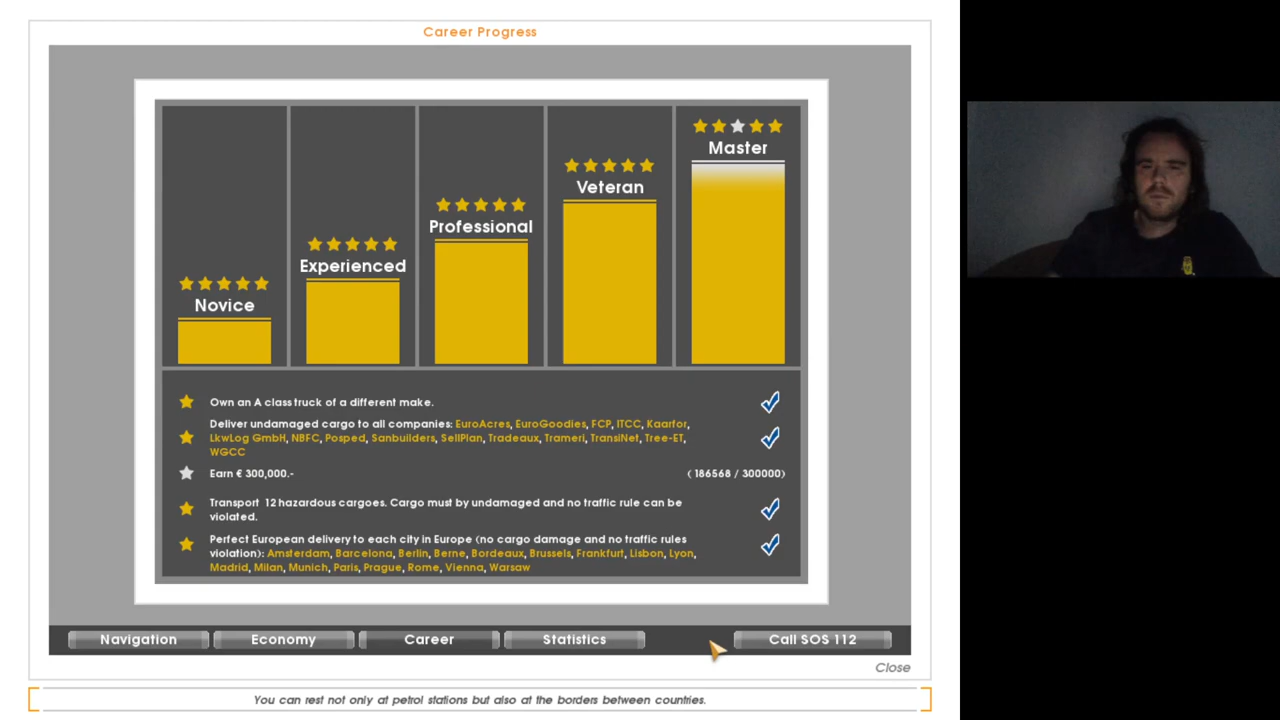 Career Progress
Master
Veteran
Professional
Experienced
Novice
Own an A class truck of a different make.
Deliver undamaged cargo to all companies: EuroAcres, EuroGoodies, FCP, ITCC, Kaarfor,
LkwLog GmbH, NBFC, Posped, Sanbuilders, SellPlan, Tradeaux, Trameri, TransiNet, Tree-ET,
WGCC
Earn € 300,000.- ( 186568 / 300000)
Transport 12 hazardous cargoes. Cargo must by undamaged and no traffic rule can be
violated.
Perfect European delivery to each city in Europe (no cargo damage and no traffic rules
violation): Amsterdam, Barcelona, Berlin, Berne, Bordeaux, Brussels, Frankfurt, Lisbon, Lyon,
Madrid, Milan, Munich, Paris, Prague, Rome, Vienna, Warsaw
Navigation Economy Career Statistics Call SOS 112
Close
You can rest not only at petrol stations but also at the borders between countries.